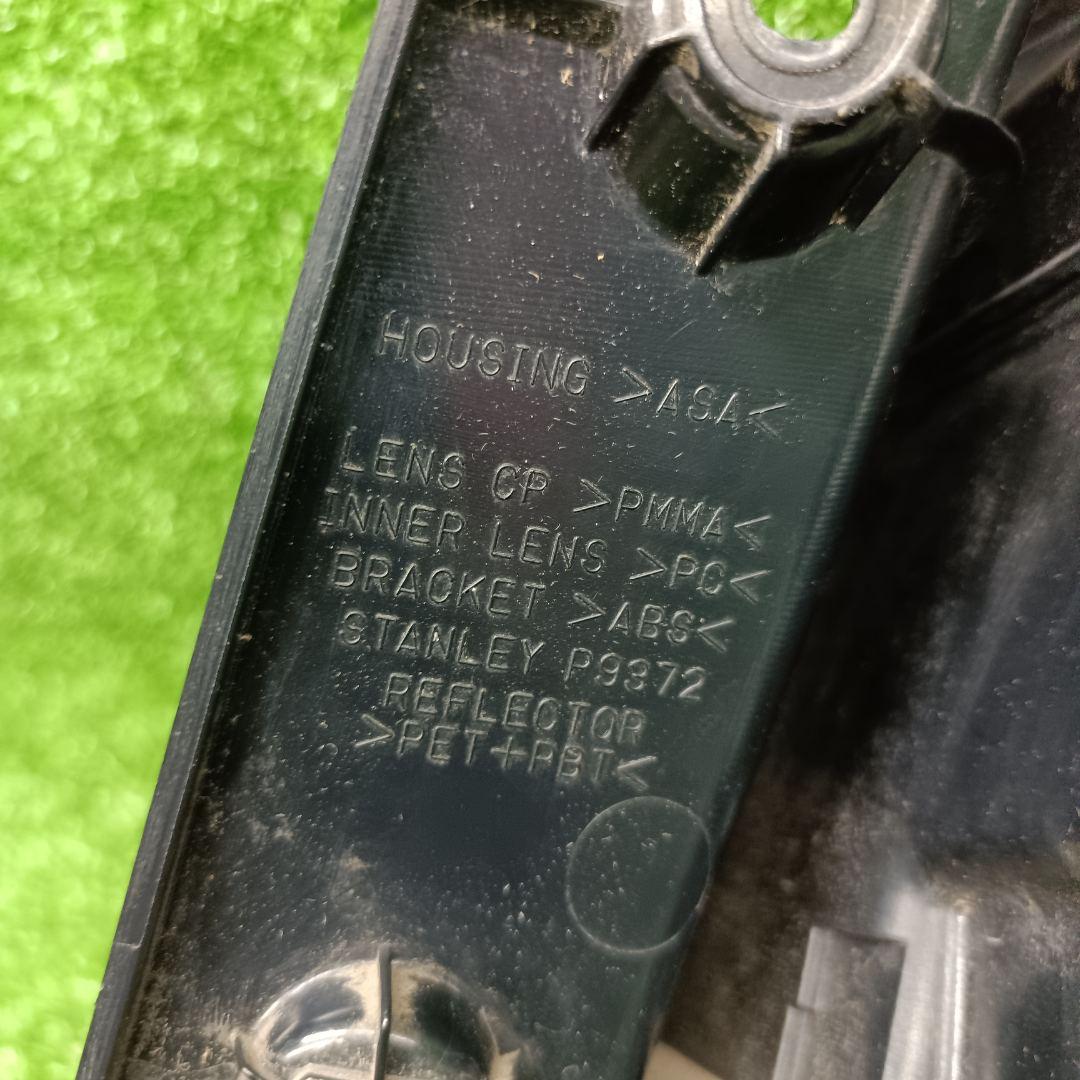 HOUSING >ASA<
LENS CP >PMMA<
INNER LENS >PC<
BRACKET >ABS<
STANLEY P9372
REFLECTOR
>PET+PBT<